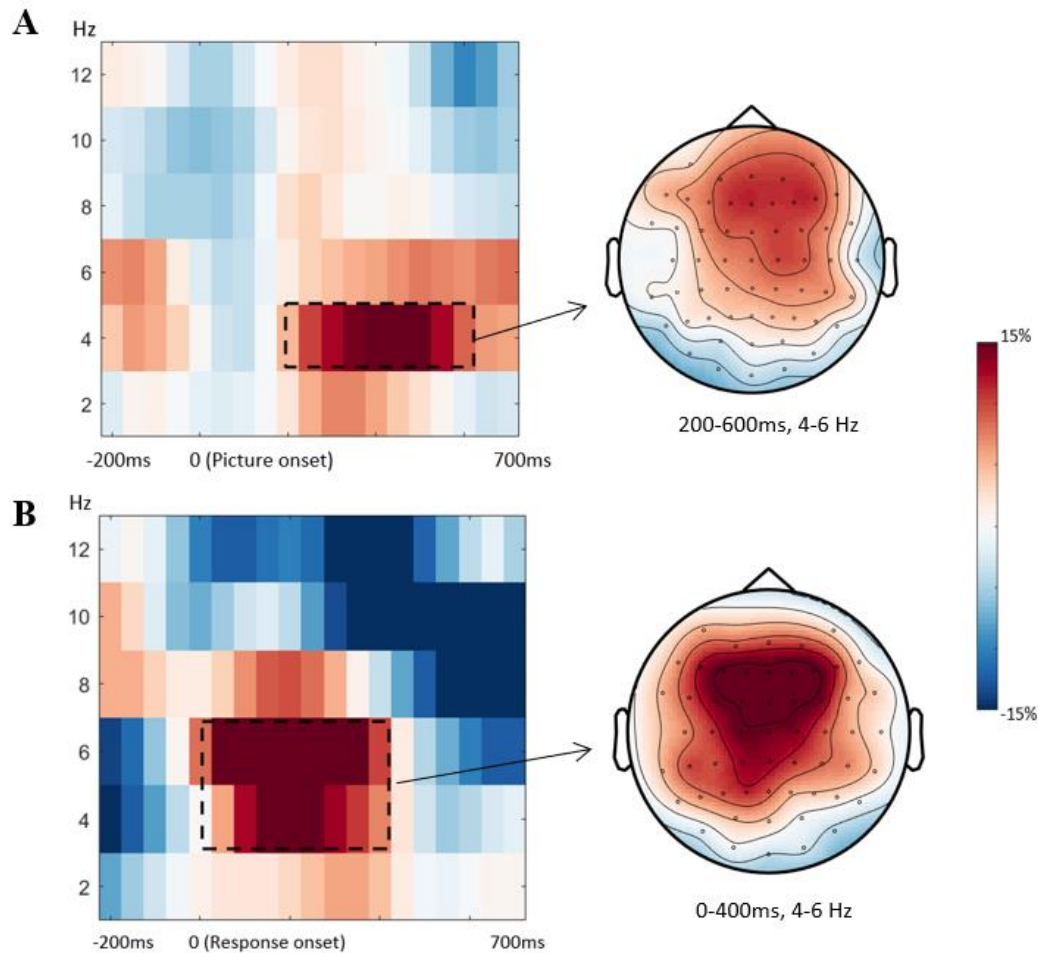 A
Hz
12
10
8
6
4
2
-200ms 0 (Picture onset) 700ms
200-600ms, 4-6 Hz
15%
-15%
B
Hz
12
10
8
6
4
2
-200ms 0 (Response onset) 700ms
0-400ms, 4-6 Hz